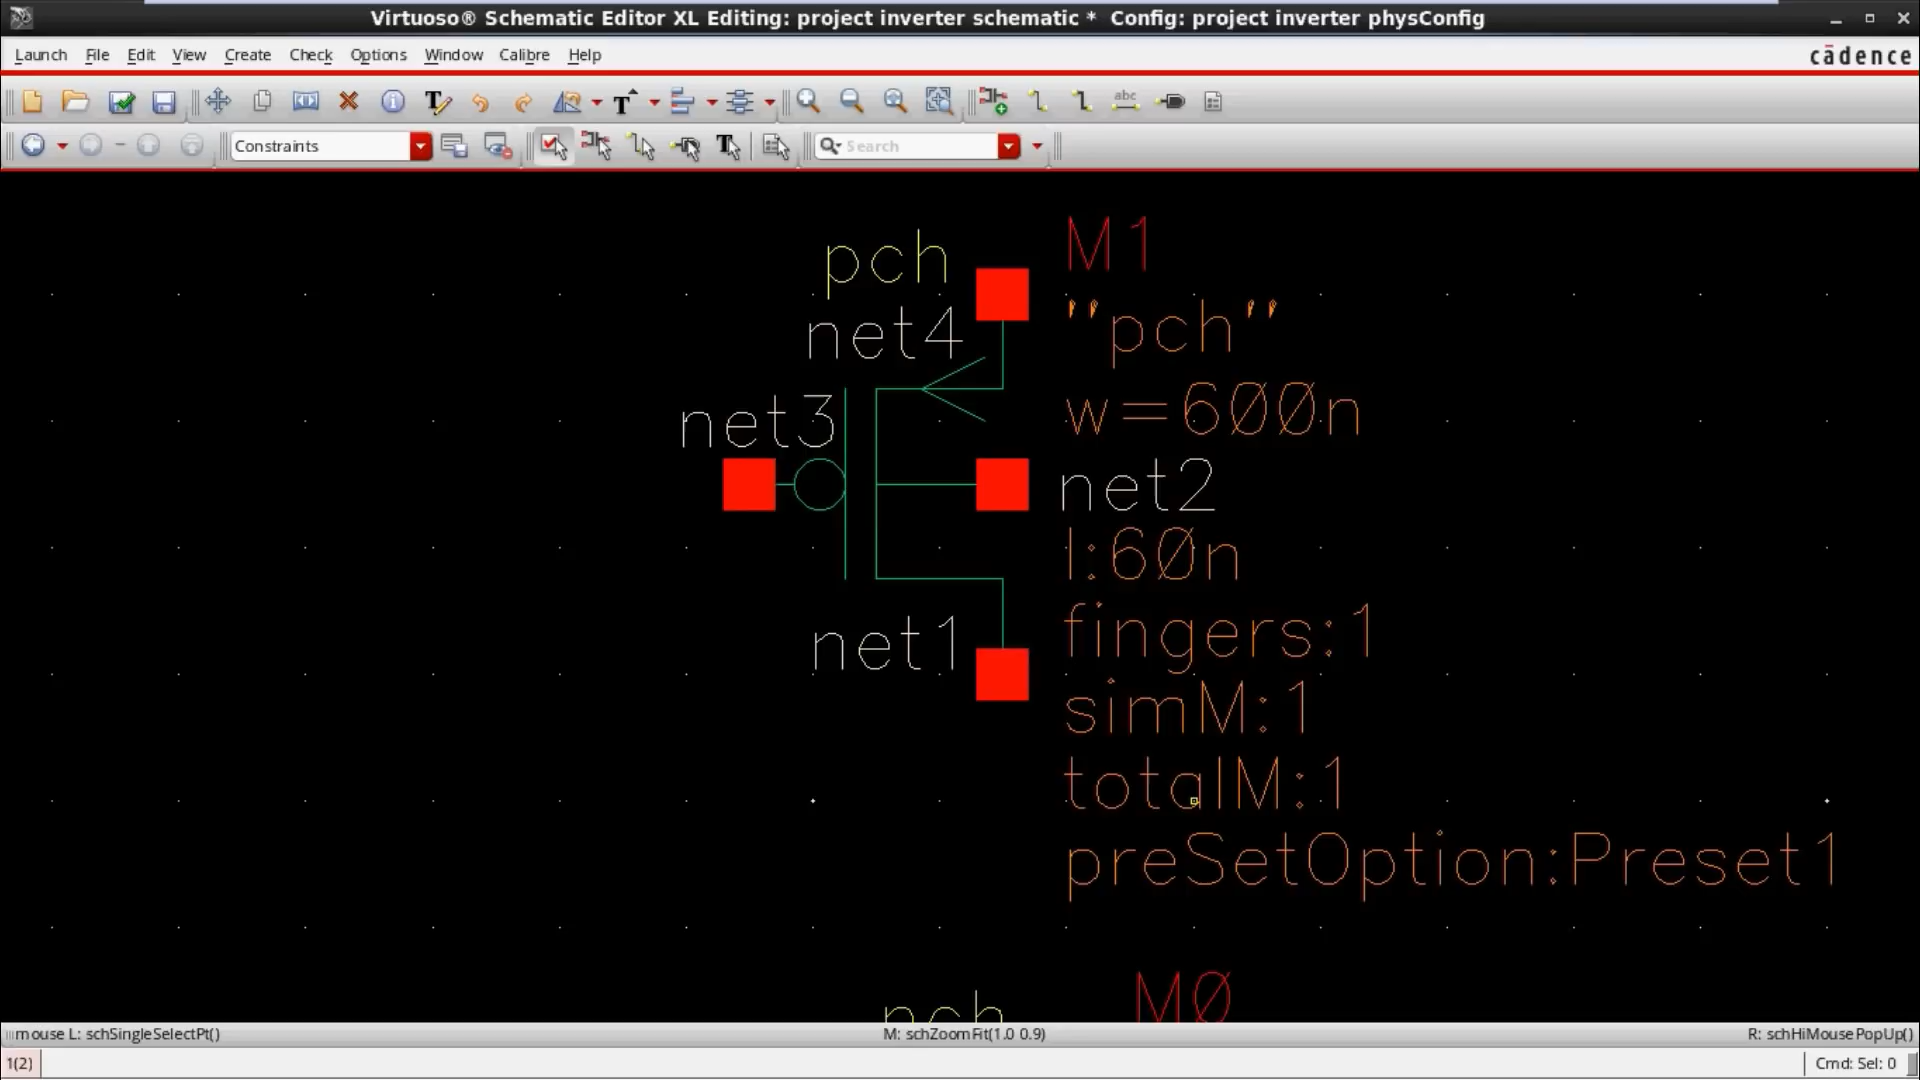 Virtuoso® Schematic Editor XL Editing: project inverter schematic * Config: project inverter physConfig
Launch File Edit View Create Check Options Window Calibre Help
cādence
abc
Constraints
Search
pch
M1
"pch"
net4
w=600n
net3
net2
l:60n
fingers:1
net1
simM:1
totalM:1
preSetOption:Preset1
M0
pch
mouse L: schSingleSelectPt()
M: schZoomFit(1.0 0.9)
R: schHiMousePopUp()
1(2)
Cmd: Sel: 0